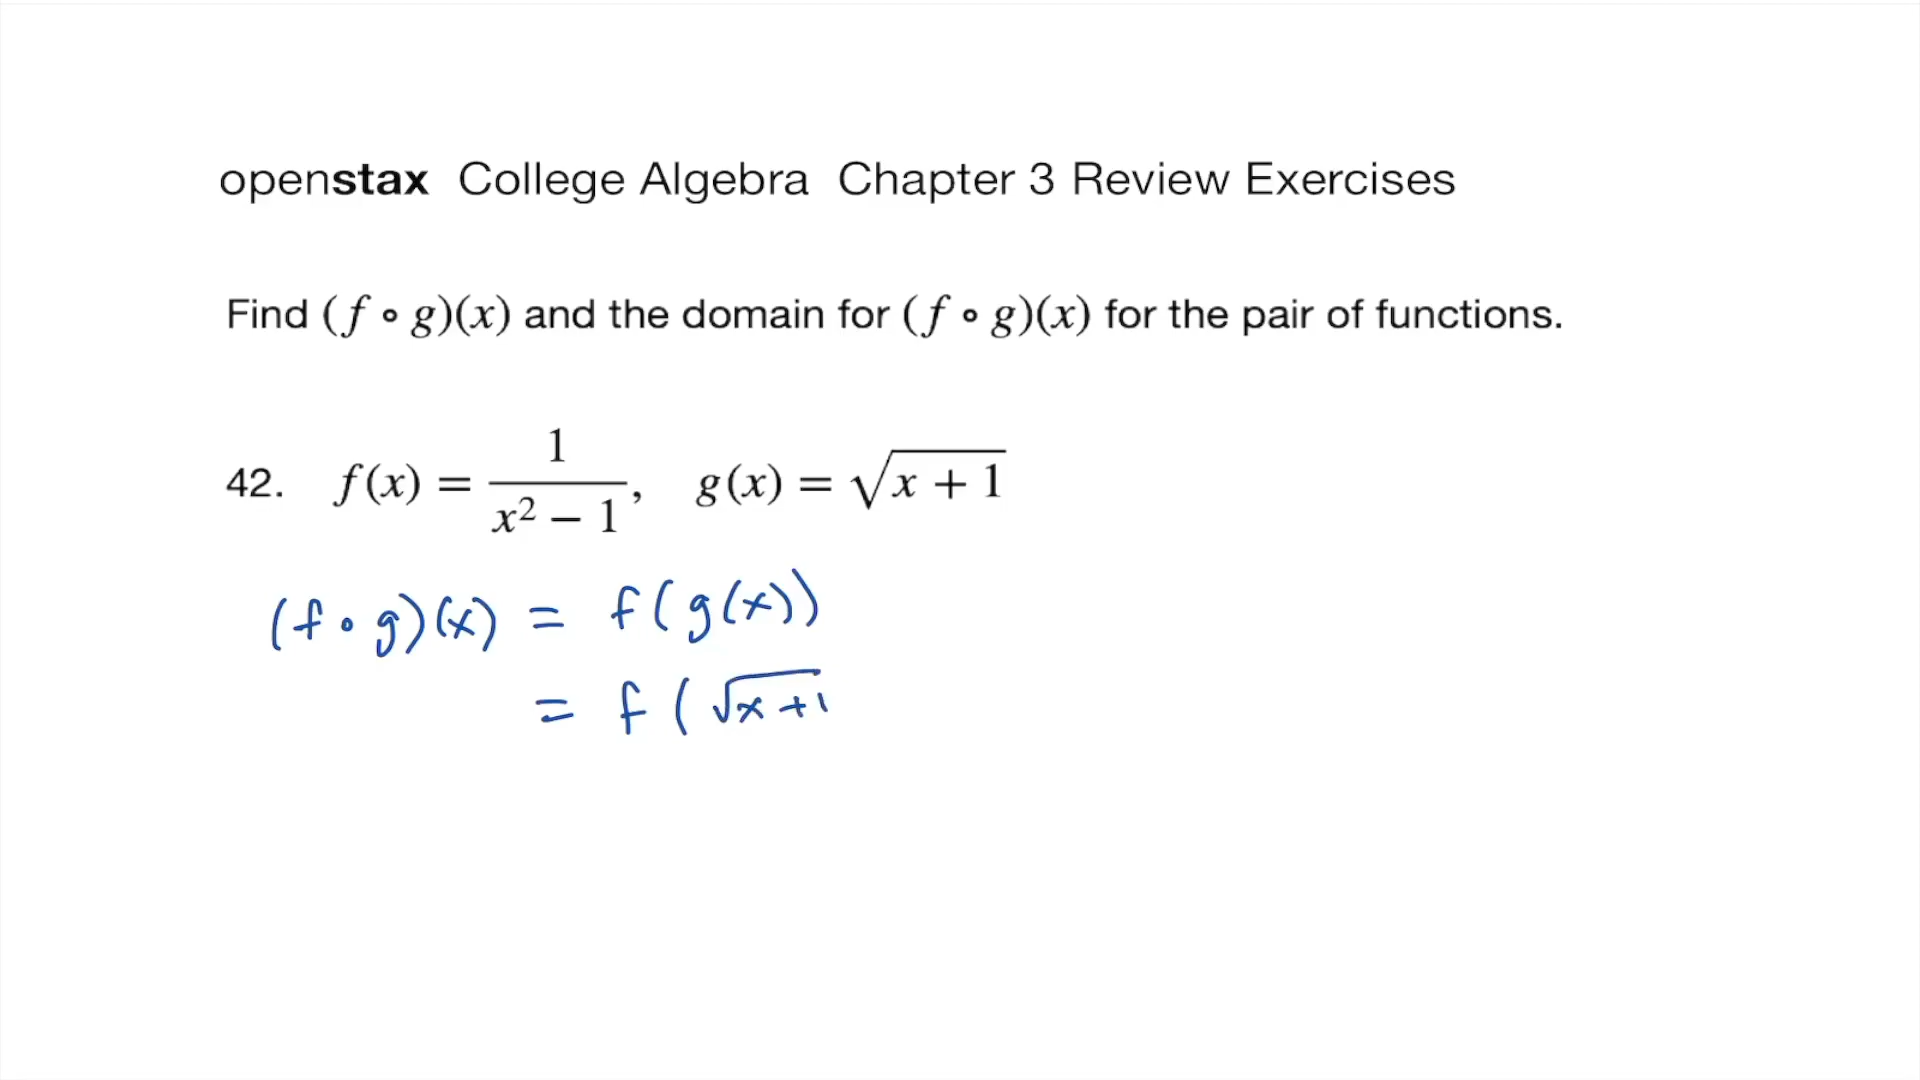 openstax College Algebra Chapter 3 Review Exercises
Find (f ∘ g)(x) and the domain for (f ∘ g)(x) for the pair of functions.
42. f(x) = 1/(x² − 1), g(x) = √(x + 1)
(f ∘ g)(x) = f(g(x))
= f(√x+1